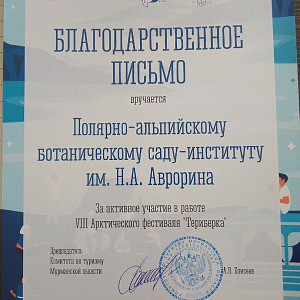 БЛАГОДАРСТВЕННОЕ
ПИСЬМО
вручается
Полярно-альпийскому
ботаническому саду-институту
им. Н.А. Аврорина
За активное участие в работе
VIII Арктического фестиваля "Териберка"
Председатель
Комитета по туризму
Мурманской области
Елисеев